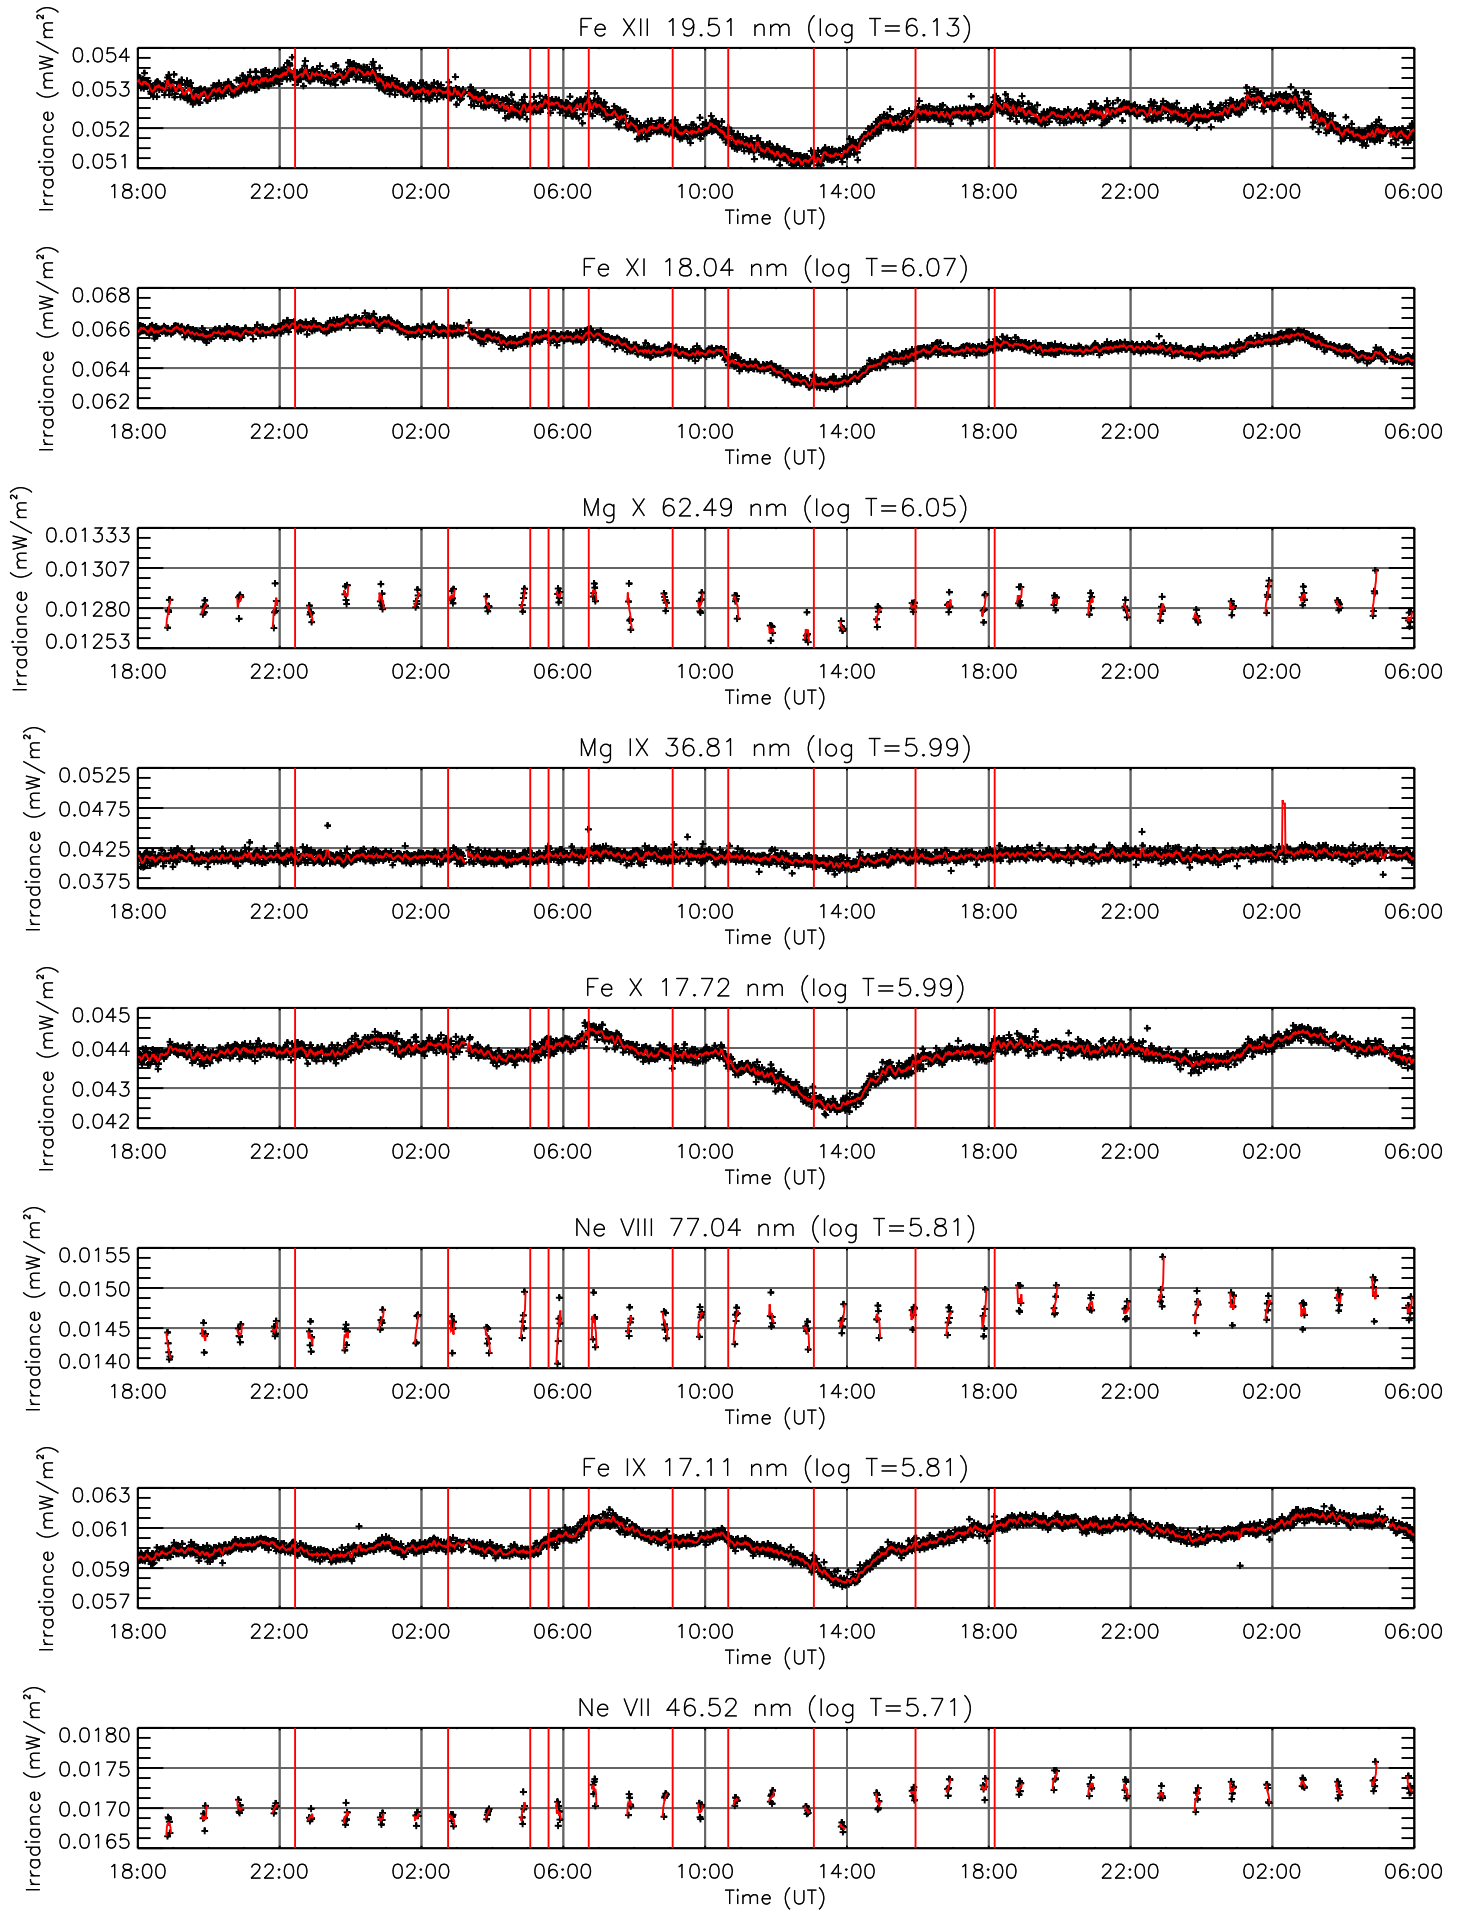 Fe XII 19.51 nm (log T=6.13)
Irradiance (mW/m²)
0.054
0.053
0.052
0.051
18:00 22:00 02:00 06:00 10:00 14:00 18:00 22:00 02:00 06:00
Time (UT)
Fe XI 18.04 nm (log T=6.07)
Irradiance (mW/m²)
0.068
0.066
0.064
0.062
18:00 22:00 02:00 06:00 10:00 14:00 18:00 22:00 02:00 06:00
Time (UT)
Mg X 62.49 nm (log T=6.05)
Irradiance (mW/m²)
0.01333
0.01307
0.01280
0.01253
18:00 22:00 02:00 06:00 10:00 14:00 18:00 22:00 02:00 06:00
Time (UT)
Mg IX 36.81 nm (log T=5.99)
Irradiance (mW/m²)
0.0525
0.0475
0.0425
0.0375
18:00 22:00 02:00 06:00 10:00 14:00 18:00 22:00 02:00 06:00
Time (UT)
Fe X 17.72 nm (log T=5.99)
Irradiance (mW/m²)
0.045
0.044
0.043
0.042
18:00 22:00 02:00 06:00 10:00 14:00 18:00 22:00 02:00 06:00
Time (UT)
Ne VIII 77.04 nm (log T=5.81)
Irradiance (mW/m²)
0.0155
0.0150
0.0145
0.0140
18:00 22:00 02:00 06:00 10:00 14:00 18:00 22:00 02:00 06:00
Time (UT)
Fe IX 17.11 nm (log T=5.81)
Irradiance (mW/m²)
0.063
0.061
0.059
0.057
18:00 22:00 02:00 06:00 10:00 14:00 18:00 22:00 02:00 06:00
Time (UT)
Ne VII 46.52 nm (log T=5.71)
Irradiance (mW/m²)
0.0180
0.0175
0.0170
0.0165
18:00 22:00 02:00 06:00 10:00 14:00 18:00 22:00 02:00 06:00
Time (UT)